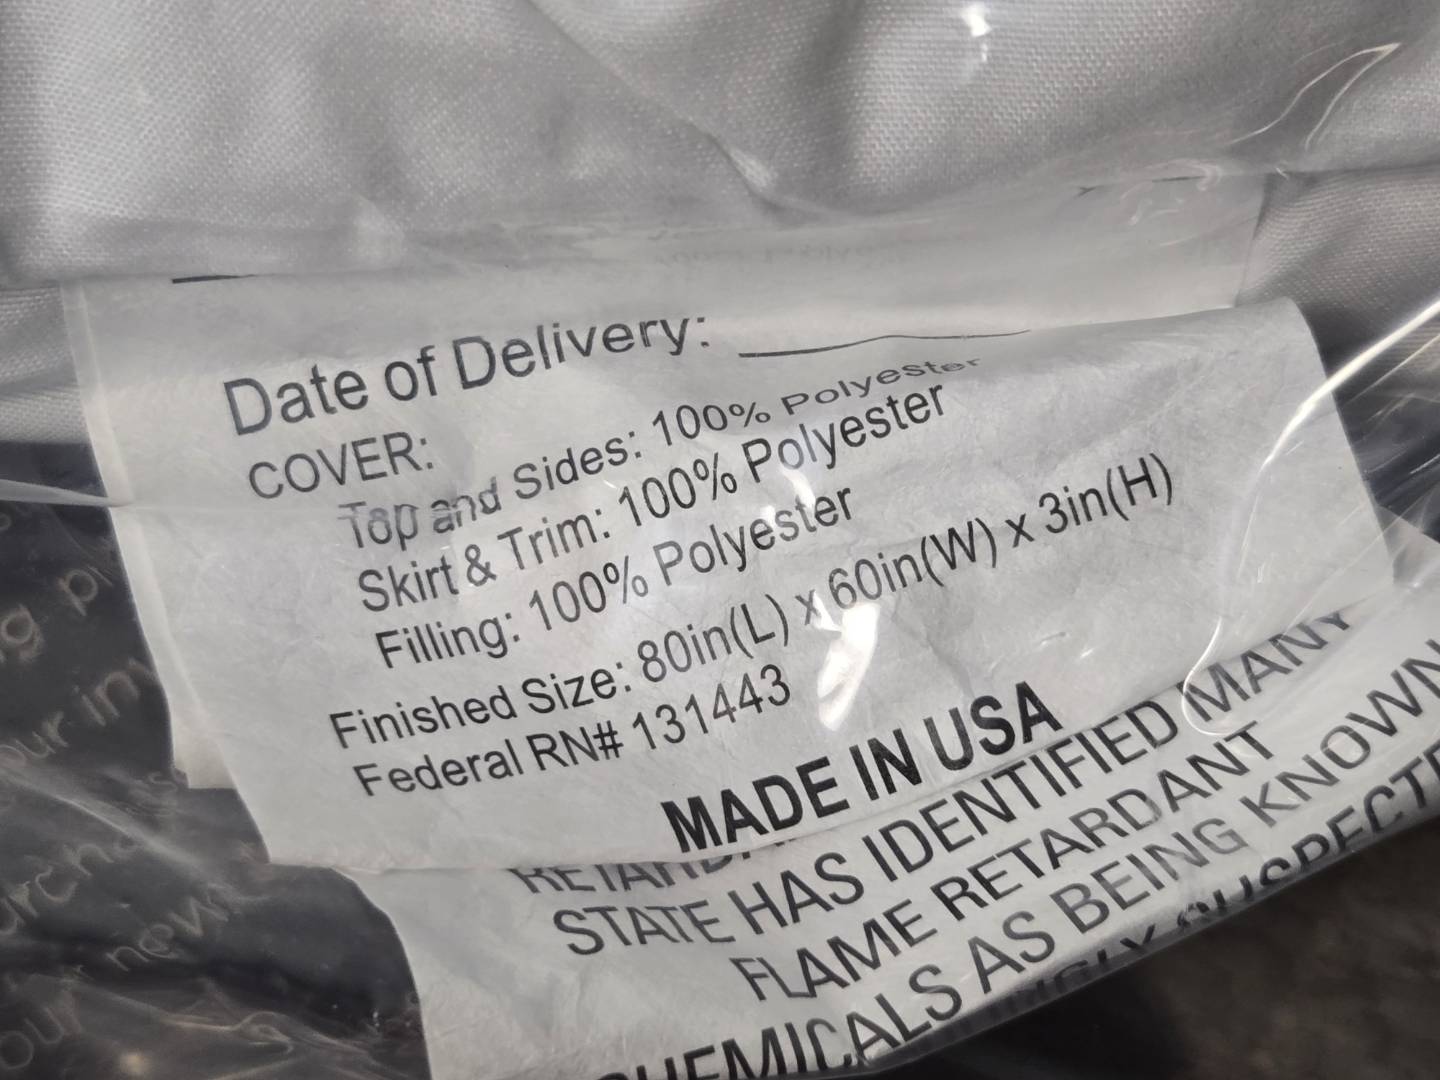 Date of Delivery:
COVER:
Top and Sides: 100% Polyester
Skirt & Trim: 100% Polyester
Filling: 100% Polyester
Finished Size: 80in(L) x 60in(W) x 3in(H)
Federal RN# 131443
MADE IN USA
STATE HAS IDENTIFIED MANY
FLAME RETARDANT
CHEMICALS AS BEING KNOWN